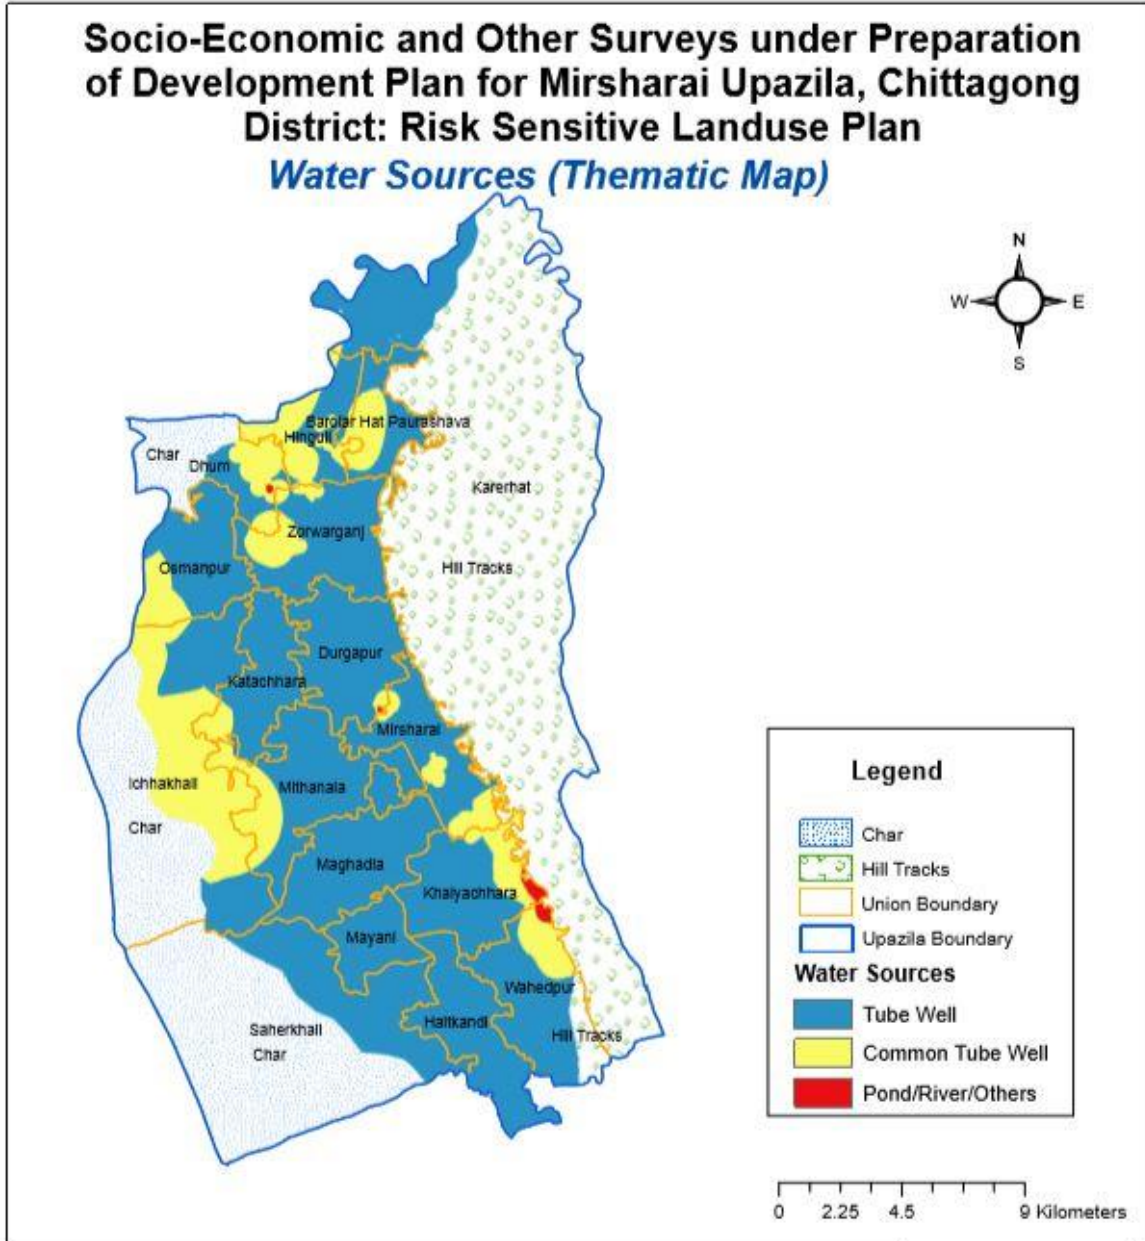 Socio-Economic and Other Surveys under Preparation
of Development Plan for Mirsharai Upazila, Chittagong
District: Risk Sensitive Landuse Plan
Water Sources (Thematic Map)
N
W
E
S
Barolar Hat Paurashava
Hinguli
Char
Dhum
Karerhat
Zorwarganj
Osmanpur
Hill Tracks
Durgapur
Katachhara
Mirsharai
Ichhakhali
Mithanala
Char
Maghadia
Khaiyachhara
Mayani
Wahedpur
Haitkandi
Saherkhali
Hill Tracks
Char
Legend
Char
Hill Tracks
Union Boundary
Upazila Boundary
Water Sources
Tube Well
Common Tube Well
Pond/River/Others
0 2.25 4.5 9 Kilometers